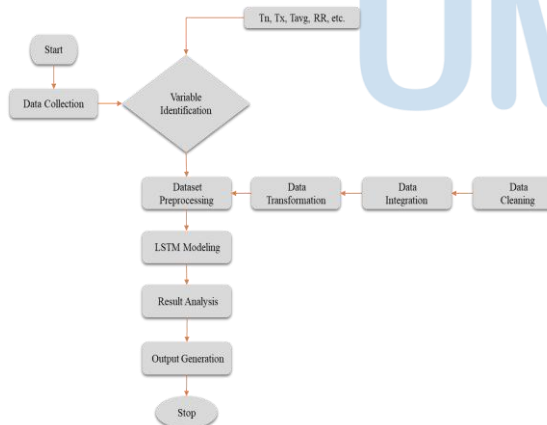 Tn, Tx, Tavg, RR, etc.
Start
Data Collection
Variable
Identification
Dataset
Preprocessing
Data
Transformation
Data
Integration
Data
Cleaning
LSTM Modeling
Result Analysis
Output Generation
Stop